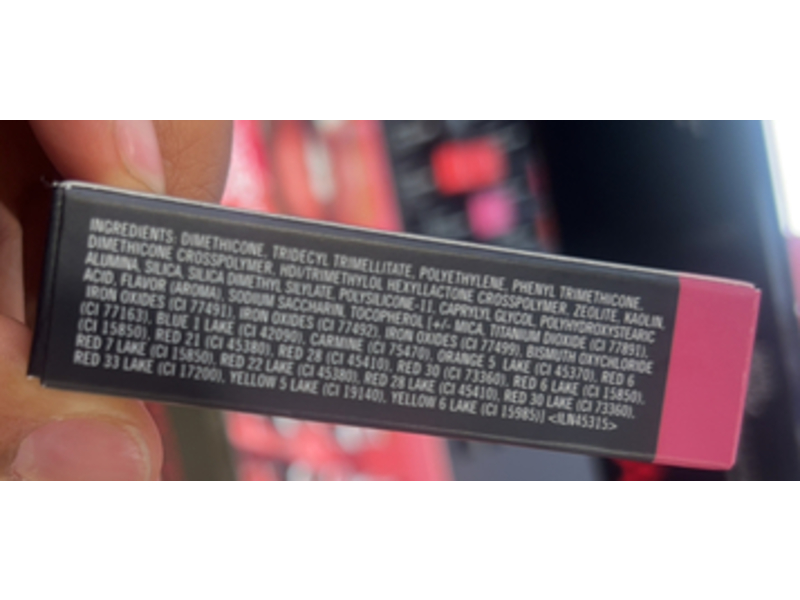 INGREDIENTS: DIMETHICONE, TRIDECYL TRIMELLITATE, POLYETHYLENE, PHENYL TRIMETHICONE,
DIMETHICONE CROSSPOLYMER, HDI/TRIMETHYLOL HEXYLLACTONE CROSSPOLYMER, ZEOLITE, KAOLIN,
ALUMINA, SILICA, SILICA DIMETHYL SILYLATE, POLYSILICONE-11, CAPRYLYL GLYCOL, POLYHYDROXYSTEARIC
ACID, FLAVOR (AROMA), SODIUM SACCHARIN, TOCOPHEROL [+/- MICA, TITANIUM DIOXIDE (CI 77891),
IRON OXIDES (CI 77491), IRON OXIDES (CI 77492), IRON OXIDES (CI 77499), BISMUTH OXYCHLORIDE
(CI 77163), BLUE 1 LAKE (CI 42090), CARMINE (CI 75470), ORANGE 5 LAKE (CI 45370), RED 6
(CI 15850), RED 21 (CI 45380), RED 28 (CI 45410), RED 30 (CI 73360), RED 6 LAKE (CI 15850),
RED 7 LAKE (CI 15850), RED 22 LAKE (CI 45380), RED 28 LAKE (CI 45410), RED 30 LAKE (CI 73360),
RED 33 LAKE (CI 17200), YELLOW 5 LAKE (CI 19140), YELLOW 6 LAKE (CI 15985)] <ILN45315>